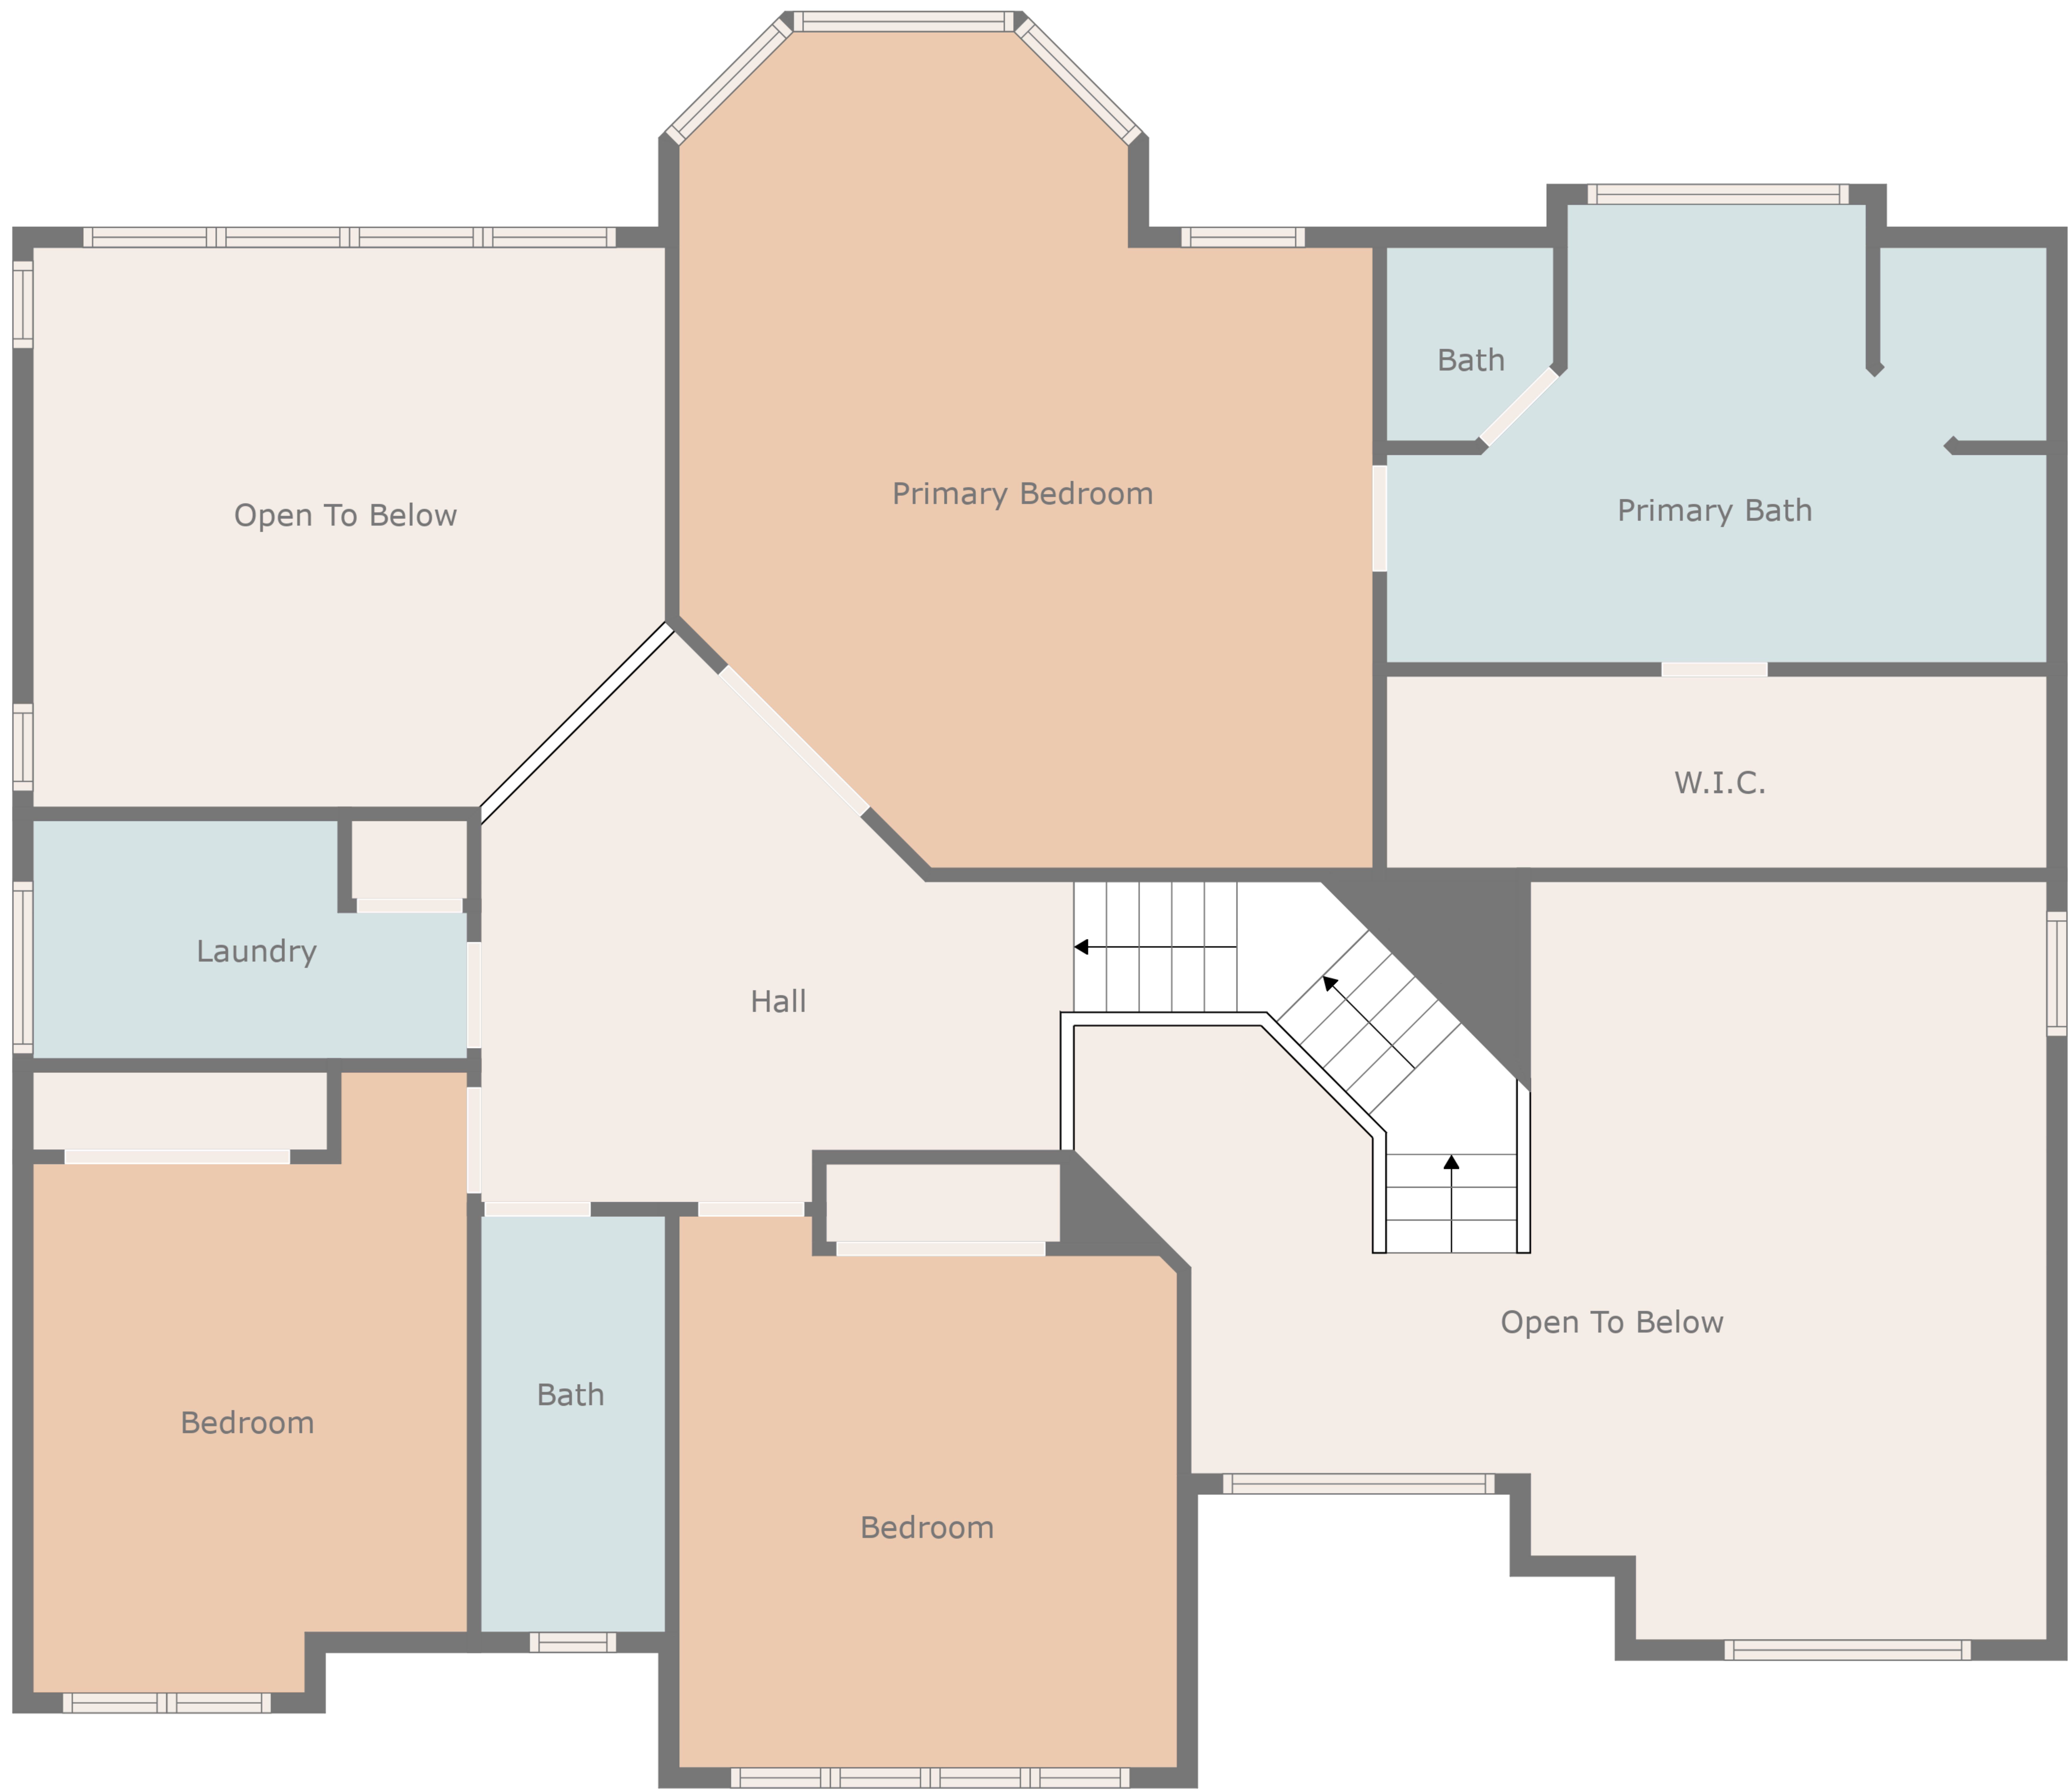 Bath
Primary Bedroom
Primary Bath
Open To Below
W.I.C.
Laundry
Hall
Open To Below
Bath
Bedroom
Bedroom